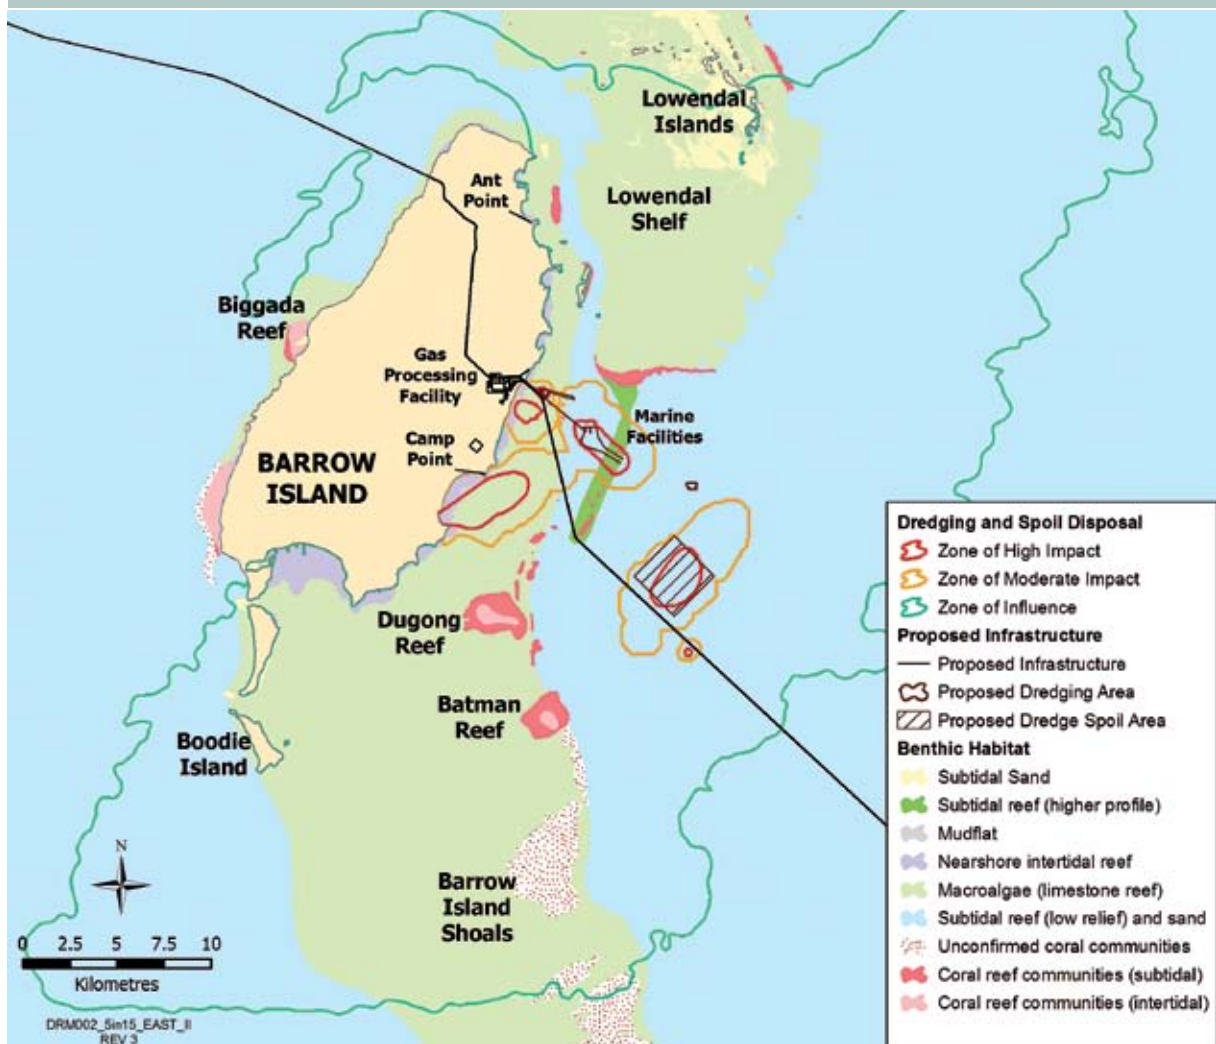 Lowendal
Islands
Ant
Point
Lowendal
Shelf
Biggada
Reef
Gas
Processing
Facility
Marine
Facilities
Camp
Point
BARROW
ISLAND
Dugong
Reef
Batman
Reef
Boodie
Island
Barrow
Island
Shoals
N
0 2.5 5 7.5 10
Kilometres
DRM002_5in15_EAST_II
REV 3
Dredging and Spoil Disposal
Zone of High Impact
Zone of Moderate Impact
Zone of Influence
Proposed Infrastructure
Proposed Infrastructure
Proposed Dredging Area
Proposed Dredge Spoil Area
Benthic Habitat
Subtidal Sand
Subtidal reef (higher profile)
Mudflat
Nearshore intertidal reef
Macroalgae (limestone reef)
Subtidal reef (low relief) and sand
Unconfirmed coral communities
Coral reef communities (subtidal)
Coral reef communities (intertidal)